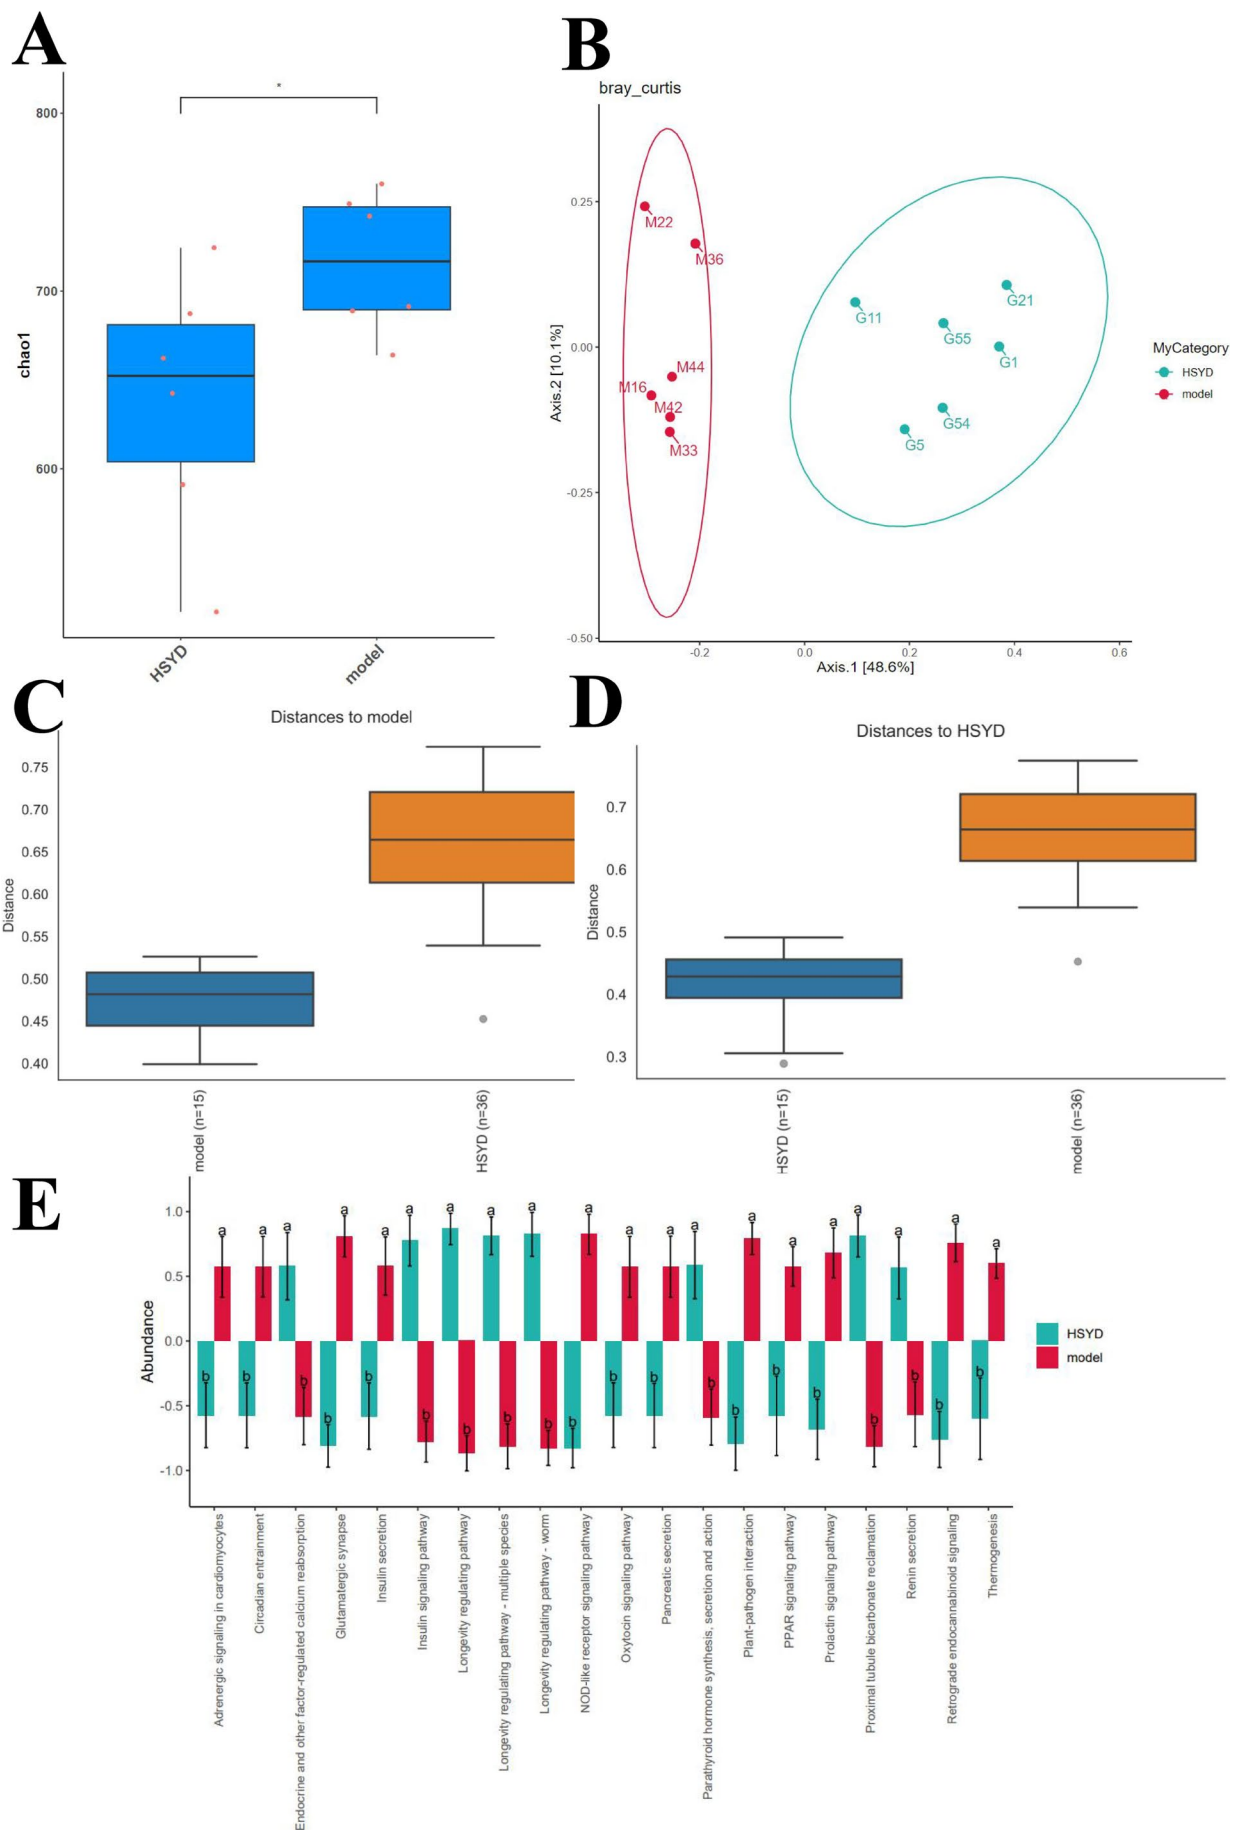 A
chao1
800
700
600
*
HSYD
model
B
bray_curtis
Axis.2 [10.1%]
0.25
0.00
-0.25
-0.50
M22
M36
M44
M16
M42
M33
G11
G21
G55
G1
G54
G5
-0.2
0.0
0.2
0.4
0.6
Axis.1 [48.6%]
MyCategory
HSYD
model
C
Distances to model
Distance
0.75
0.70
0.65
0.60
0.55
0.50
0.45
0.40
model (n=15)
HSYD (n=36)
D
Distances to HSYD
Distance
0.7
0.6
0.5
0.4
0.3
HSYD (n=15)
model (n=36)
E
Abundance
1.0
0.5
0.0
-0.5
-1.0
a a a a a a a a a a a a a a a a a a a a
b b b b b b b b b b b b b b b b b b b b
HSYD
model
Adrenergic signaling in cardiomyocytes
Circadian entrainment
Endocrine and other factor-regulated calcium reabsorption
Glutamatergic synapse
Insulin secretion
Insulin signaling pathway
Longevity regulating pathway
Longevity regulating pathway - multiple species
Longevity regulating pathway - worm
NOD-like receptor signaling pathway
Oxytocin signaling pathway
Pancreatic secretion
Parathyroid hormone synthesis, secretion and action
Plant-pathogen interaction
PPAR signaling pathway
Prolactin signaling pathway
Proximal tubule bicarbonate reclamation
Renin secretion
Retrograde endocannabinoid signaling
Thermogenesis